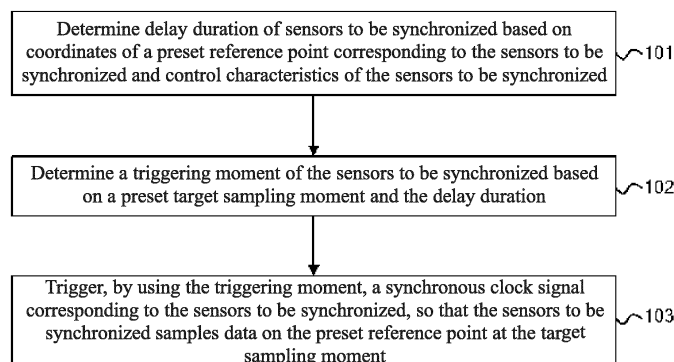 Determine delay duration of sensors to be synchronized based on
coordinates of a preset reference point corresponding to the sensors to be
synchronized and control characteristics of the sensors to be synchronized
101
Determine a triggering moment of the sensors to be synchronized based
on a preset target sampling moment and the delay duration
102
Trigger, by using the triggering moment, a synchronous clock signal
corresponding to the sensors to be synchronized, so that the sensors to be
synchronized samples data on the preset reference point at the target
sampling moment
103